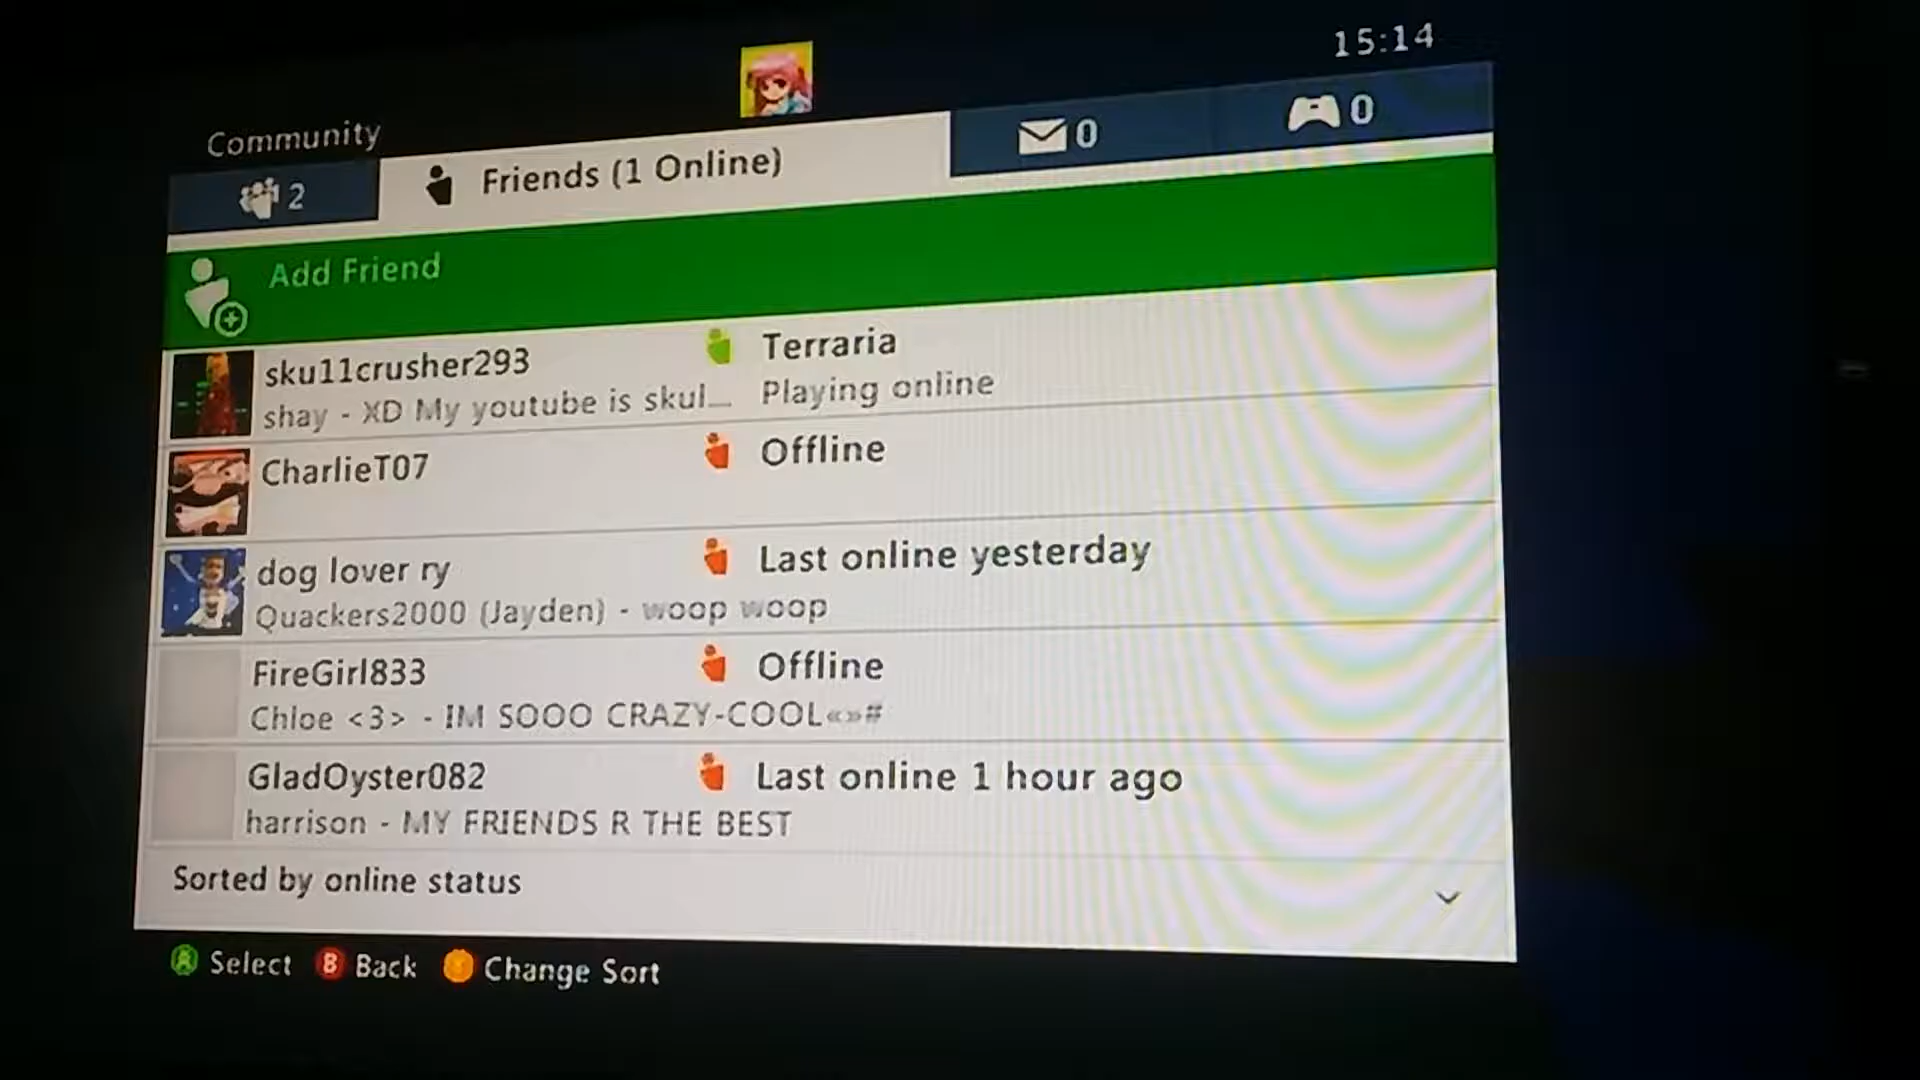 15:14
Community
2
Friends (1 Online)
0
0
Add Friend
sku11crusher293
Terraria
shay - XD My youtube is skul...
Playing online
CharlieT07
Offline
dog lover ry
Last online yesterday
Quackers2000 (Jayden) - woop woop
FireGirl833
Offline
Chloe <3> - IM SOOO CRAZY-COOL«»#
GladOyster082
Last online 1 hour ago
harrison - MY FRIENDS R THE BEST
Sorted by online status
A Select B Back Y Change Sort